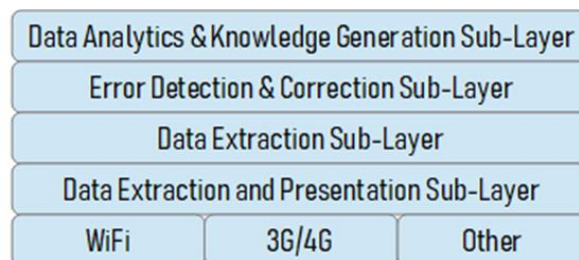 Data Analytics & Knowledge Generation Sub-Layer
Error Detection & Correction Sub-Layer
Data Extraction Sub-Layer
Data Extraction and Presentation Sub-Layer
WiFi 3G/4G Other